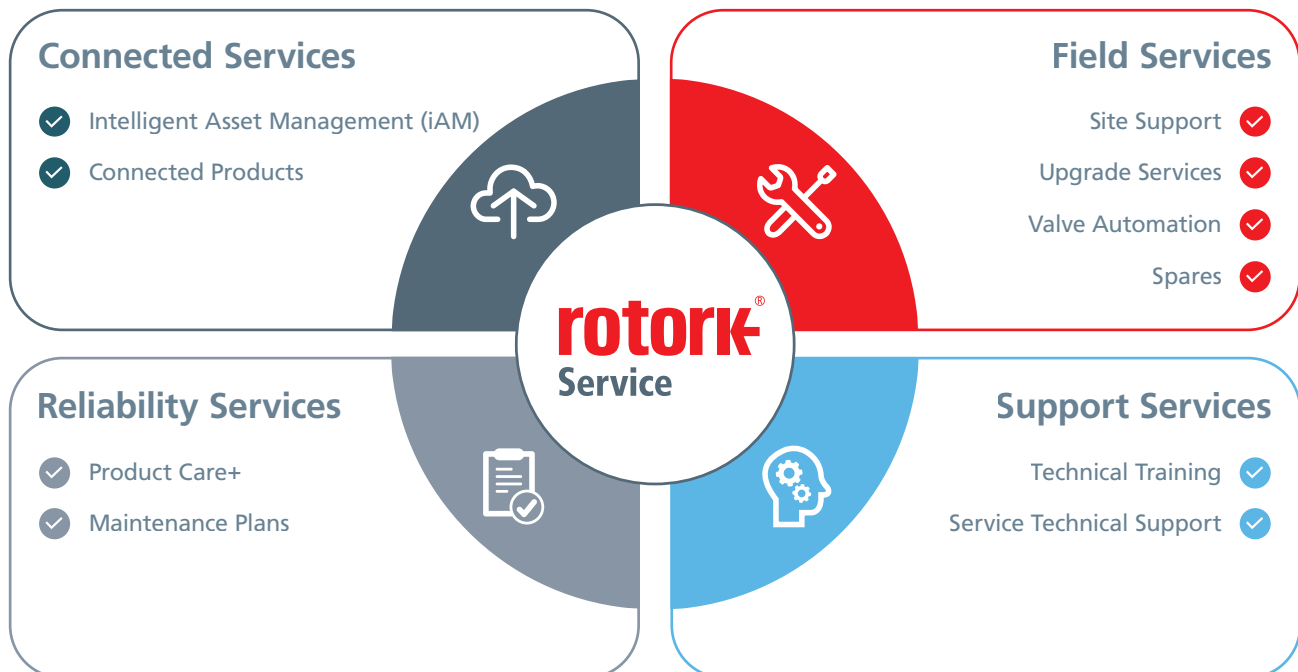 Connected Services
Intelligent Asset Management (iAM)
Connected Products
Field Services
Site Support
Upgrade Services
Valve Automation
Spares
rotork®
Service
Reliability Services
Product Care+
Maintenance Plans
Support Services
Technical Training
Service Technical Support